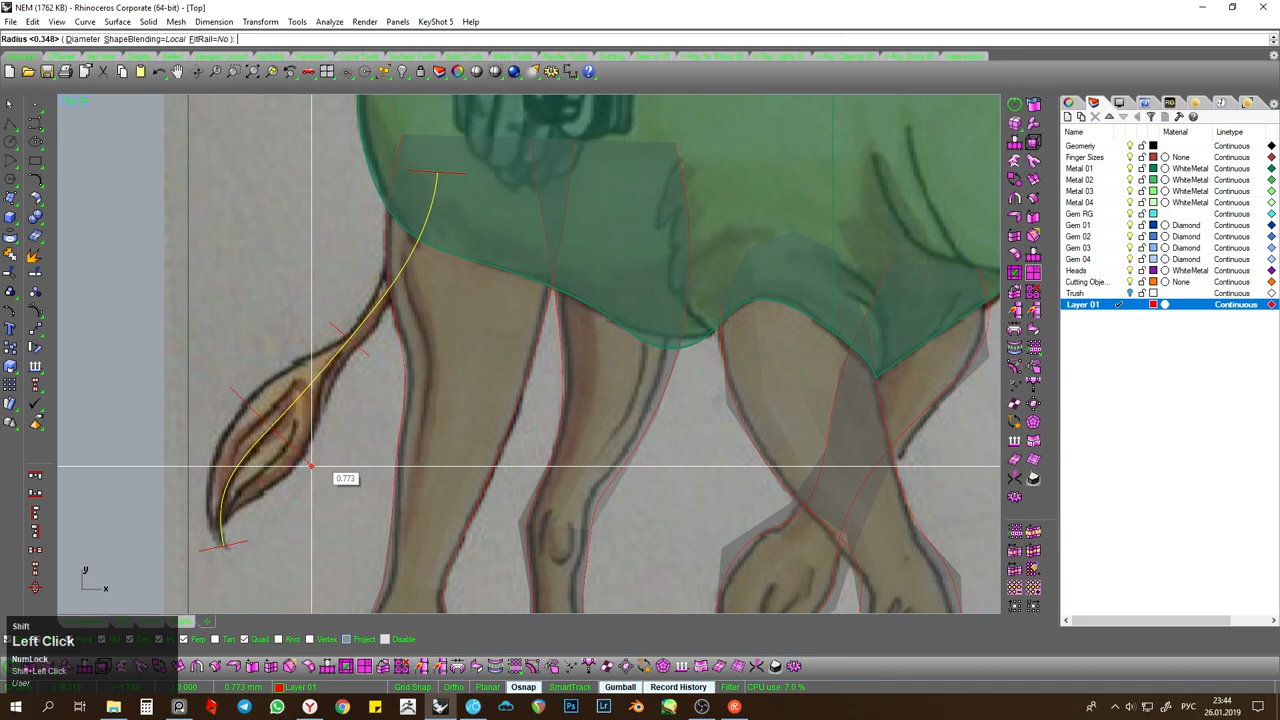 NEM (1762 KB) - Rhinoceros Corporate (64-bit) - [Top]
File Edit View Curve Surface Solid Mesh Dimension Transform Tools Analyze Render Panels KeyShot 5 Help
Radius <0.348> ( Diameter ShapeBlending=Local FitRail=No ):
Name Material Linetype
Geomeriy Continuous
Finger Sizes None Continuous
Metal 01 WhiteMetal Continuous
Metal 02 WhiteMetal Continuous
Metal 03 WhiteMetal Continuous
Metal 04 WhiteMetal Continuous
Gem RG Continuous
Gem 01 Diamond Continuous
Gem 02 Diamond Continuous
Gem 03 Diamond Continuous
Gem 04 Diamond Continuous
Heads WhiteMetal Continuous
Cutting Obje... None Continuous
Trush Continuous
Layer 01 Continuous
0.773
y
x
Shift
Left Click
NumLock
Shift-Left Click
User
Perp Tan Quad Knot Vertex Project Disable
0.000 0.773 mm Layer 01 Grid Snap Ortho Planar Osnap SmartTrack Gumball Record History Filter CPU use: 7.0 %
РУС
23:44
26.01.2019